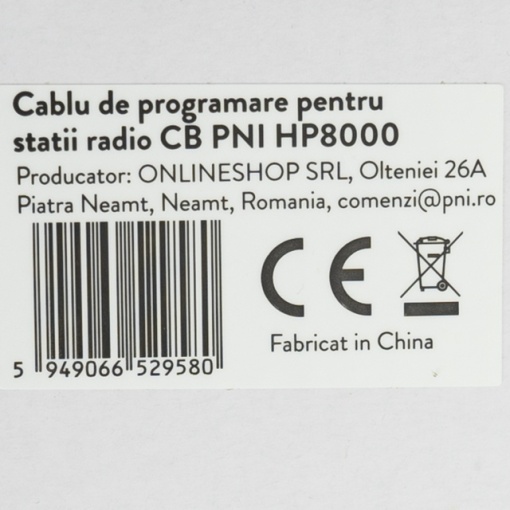 Cablu de programare pentru
statii radio CB PNI HP8000
Producator: ONLINESHOP SRL, Olteniei 26A
Piatra Neamt, Neamt, Romania, comenzi@pni.ro
CE
Fabricat in China
5 949066 529580